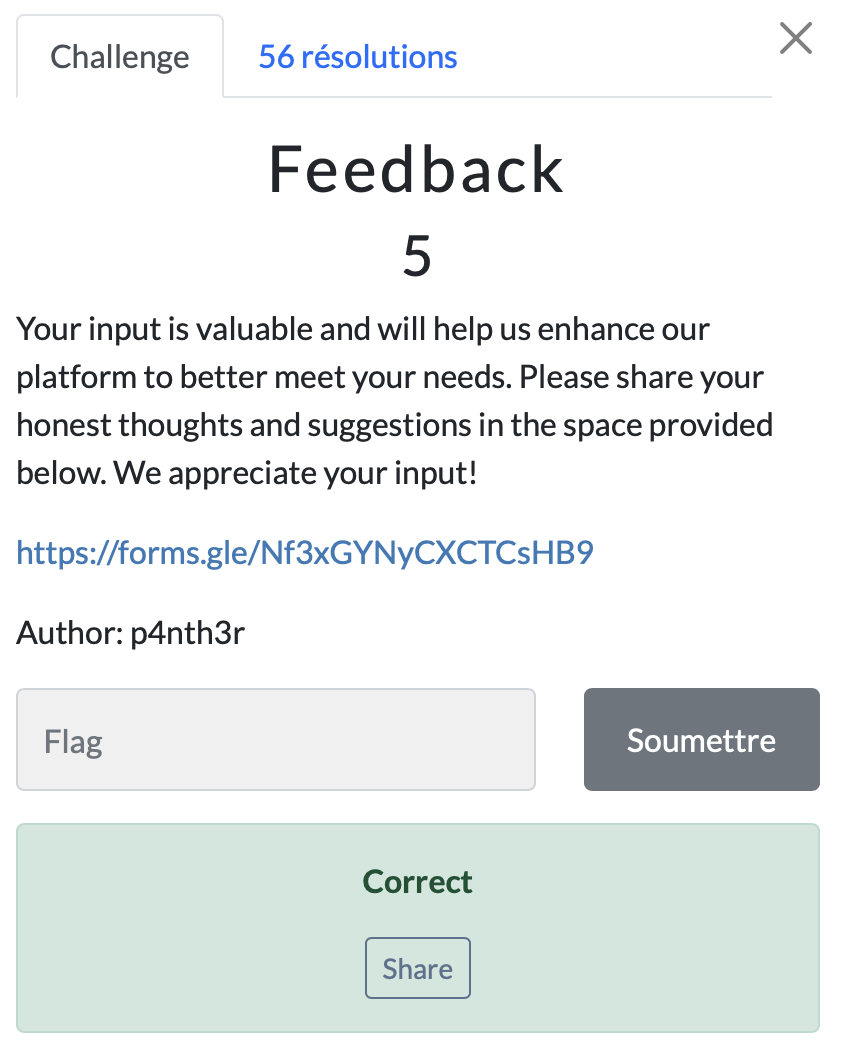 Challenge
56 résolutions
Feedback
5
Your input is valuable and will help us enhance our
platform to better meet your needs. Please share your
honest thoughts and suggestions in the space provided
below. We appreciate your input!
https://forms.gle/Nf3xGYNyCXCTCsHB9
Author: p4nth3r
Flag
Soumettre
Correct
Share